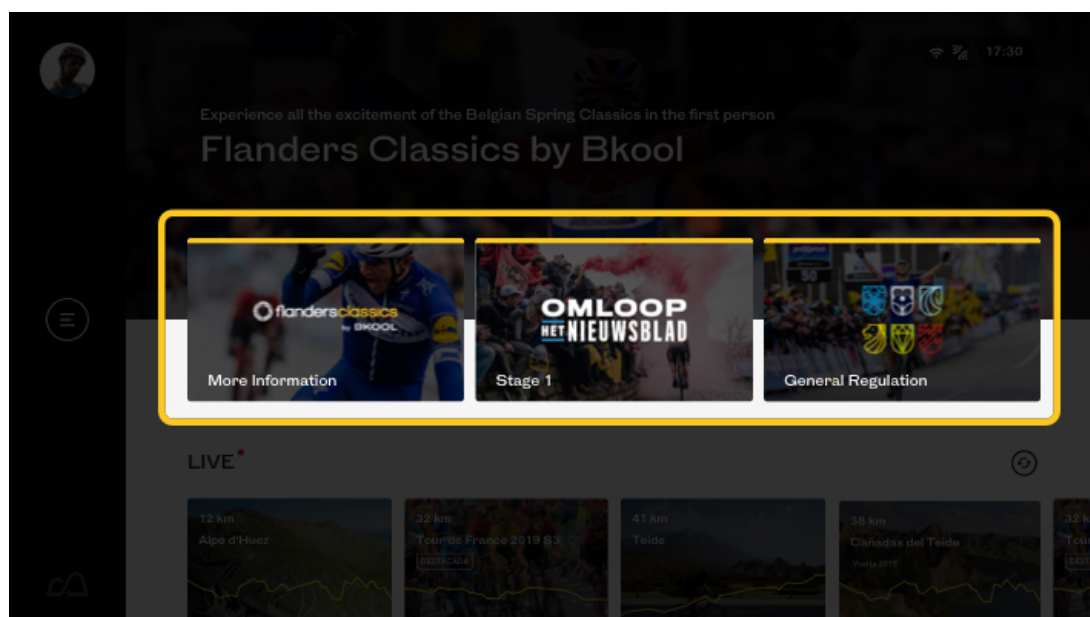 17:30
Experience all the excitement of the Belgian Spring Classics in the first person
Flanders Classics by Bkool
flandersclassics
by BKOOL
More Information
OMLOOP
HET NIEUWSBLAD
Stage 1
50
General Regulation
LIVE
12 km
Alpe d'Huez
32 km
Tour de France 2019 S3
DESTACADA
41 km
Teide
38 km
Cañadas del Teide
Vuelta 2019